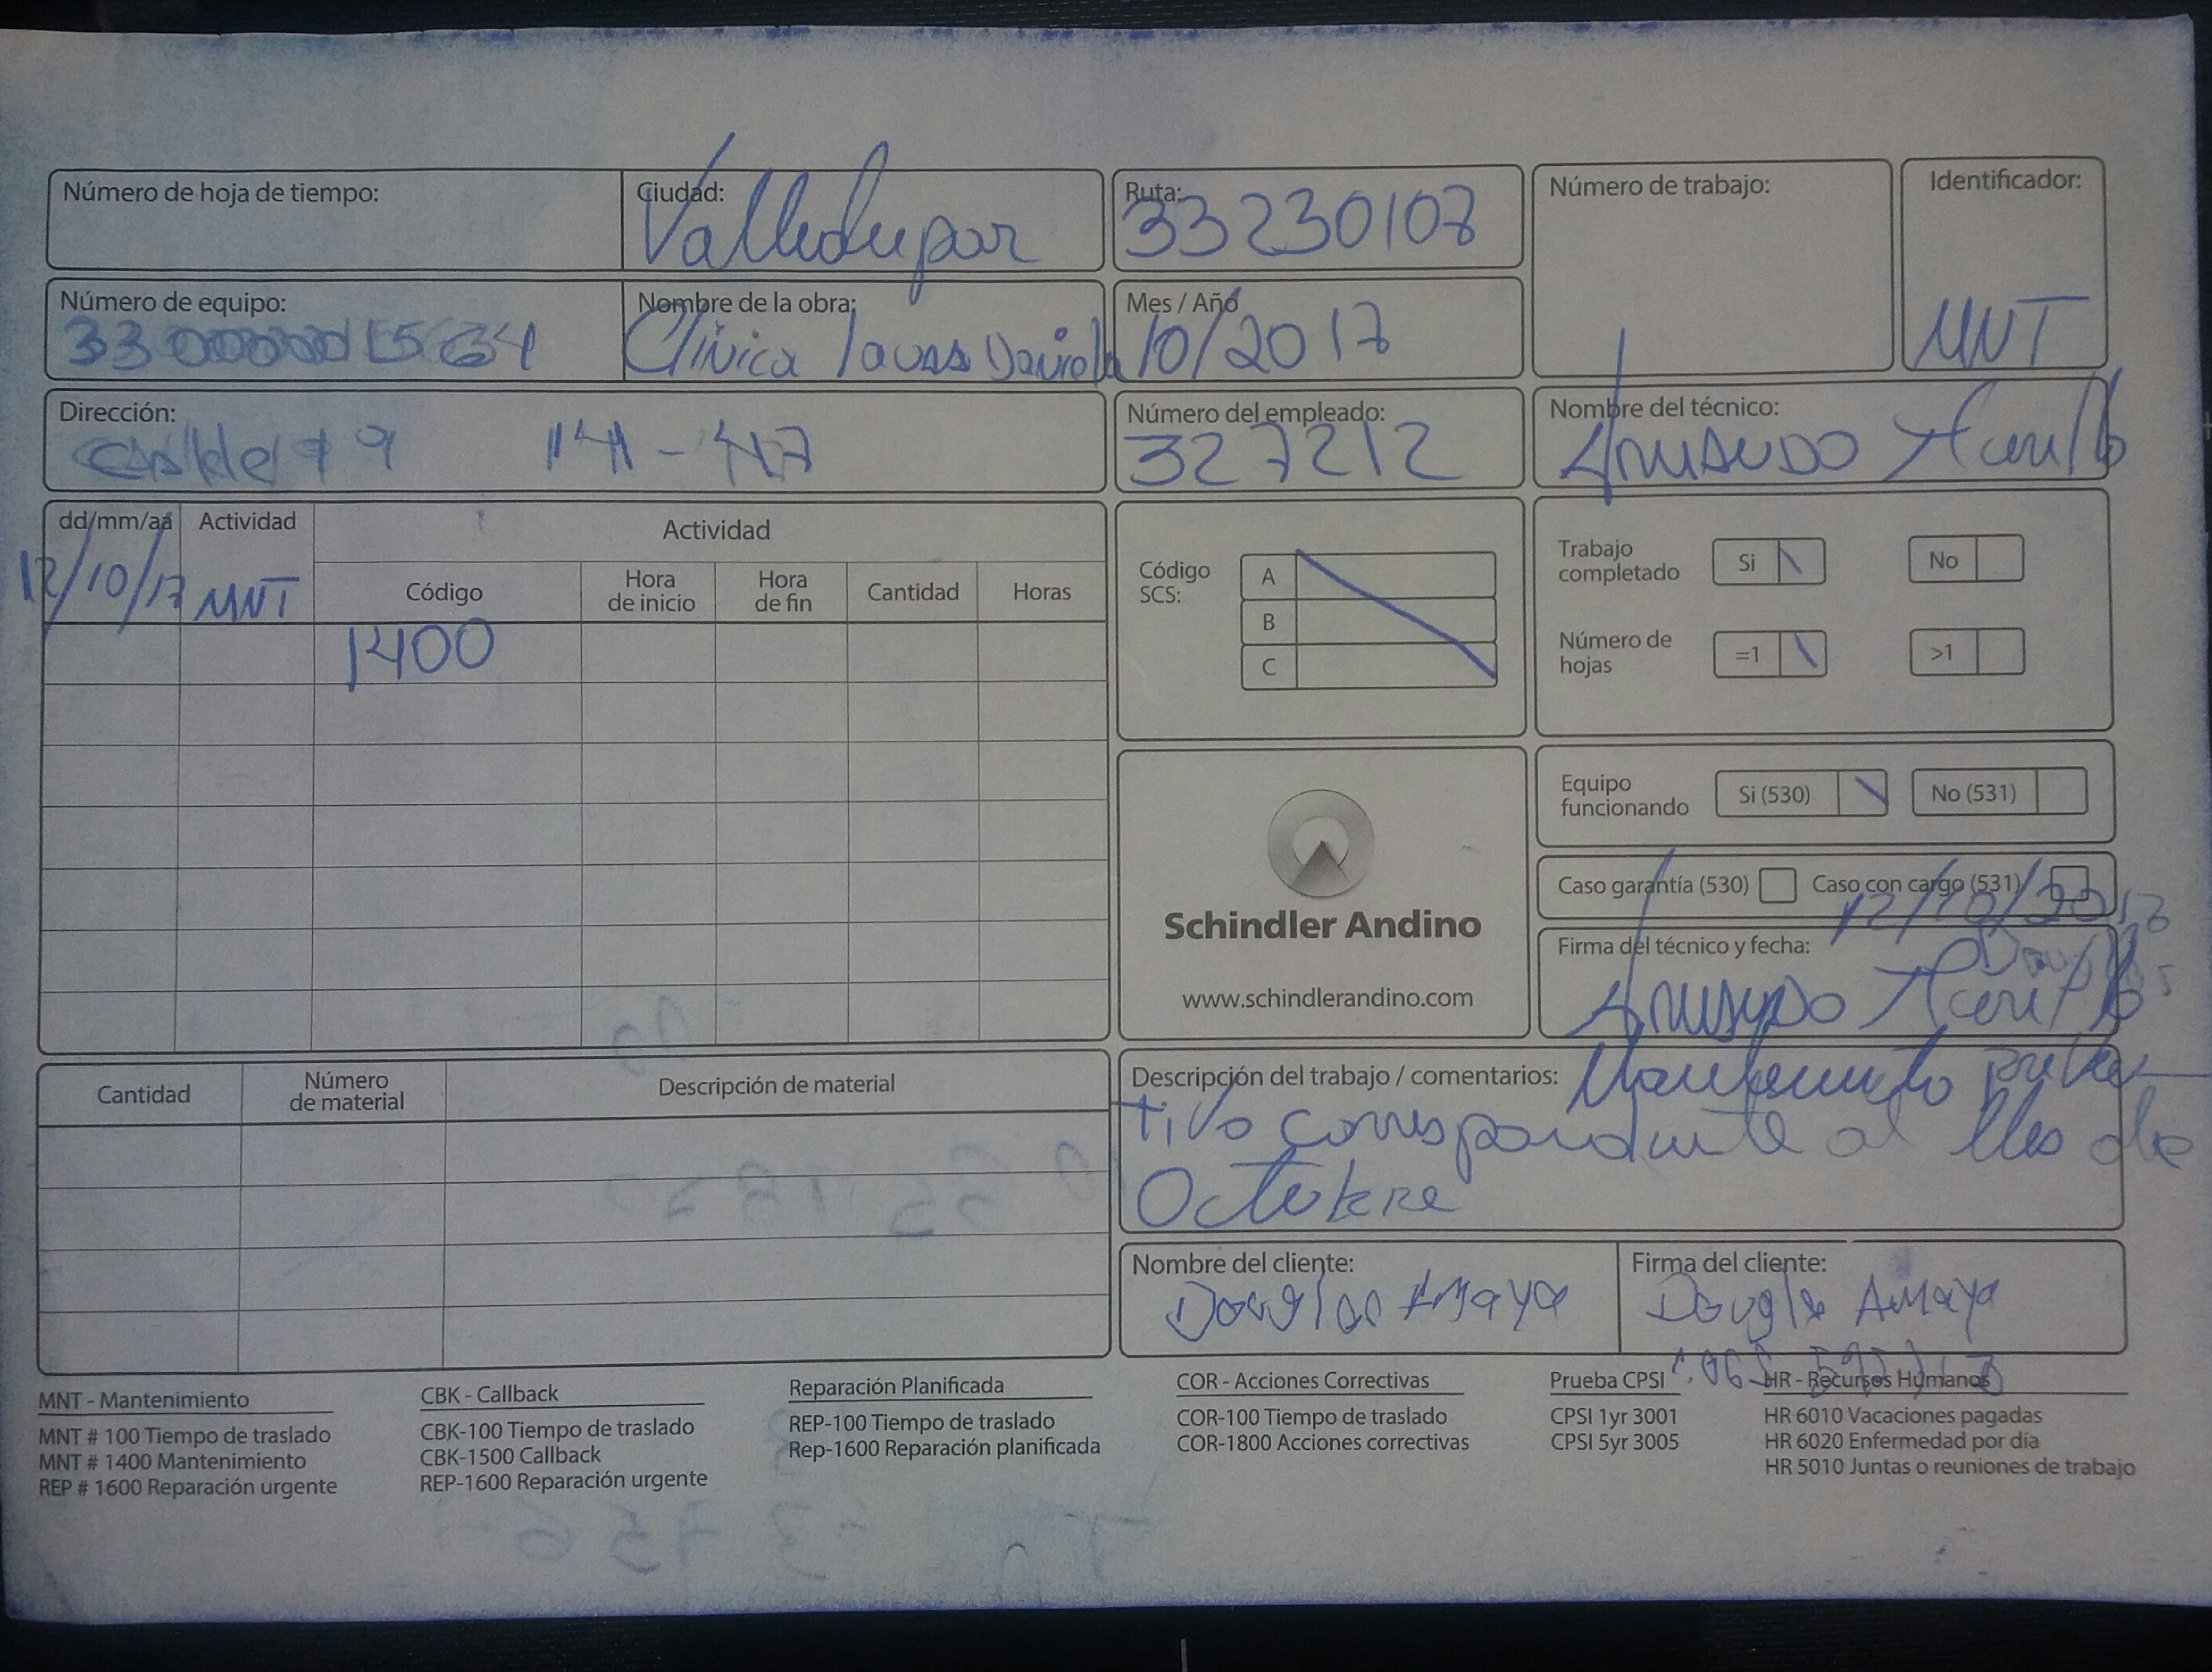 Número de hoja de tiempo:
Ciudad: Valledupar
Ruta: 33230107
Número de trabajo:
Identificador: MNT
Número de equipo:
Nombre de la obra: Clinica Laura Daniela
Mes / Año 10/2017
Dirección: 19 14-47
Número del empleado: 327212
Nombre del técnico: Armando
dd/mm/aa Actividad Actividad
12/10/17 MNT
Código Hora de inicio Hora de fin Cantidad Horas
1400
Código SCS:
A
B
C
Trabajo completado Si No
Número de hojas =1 >1
Equipo funcionando Si (530) No (531)
Caso garantía (530) Caso con cargo (531)
12/10/2017
Firma del técnico y fecha:
Armando
Schindler Andino
www.schindlerandino.com
Cantidad Número de material Descripción de material
Descripción del trabajo / comentarios: Mantenimiento preven-
tivo correspondiente al Mes de
Octubre
Nombre del cliente:
Douglas Amaya
Firma del cliente:
Douglas Amaya
MNT - Mantenimiento
MNT # 100 Tiempo de traslado
MNT # 1400 Mantenimiento
REP # 1600 Reparación urgente
CBK - Callback
CBK-100 Tiempo de traslado
CBK-1500 Callback
REP-1600 Reparación urgente
Reparación Planificada
REP-100 Tiempo de traslado
Rep-1600 Reparación planificada
COR - Acciones Correctivas
COR-100 Tiempo de traslado
COR-1800 Acciones correctivas
Prueba CPSI
CPSI 1yr 3001
CPSI 5yr 3005
HR - Recursos Humanos
HR 6010 Vacaciones pagadas
HR 6020 Enfermedad por día
HR 5010 Juntas o reuniones de trabajo